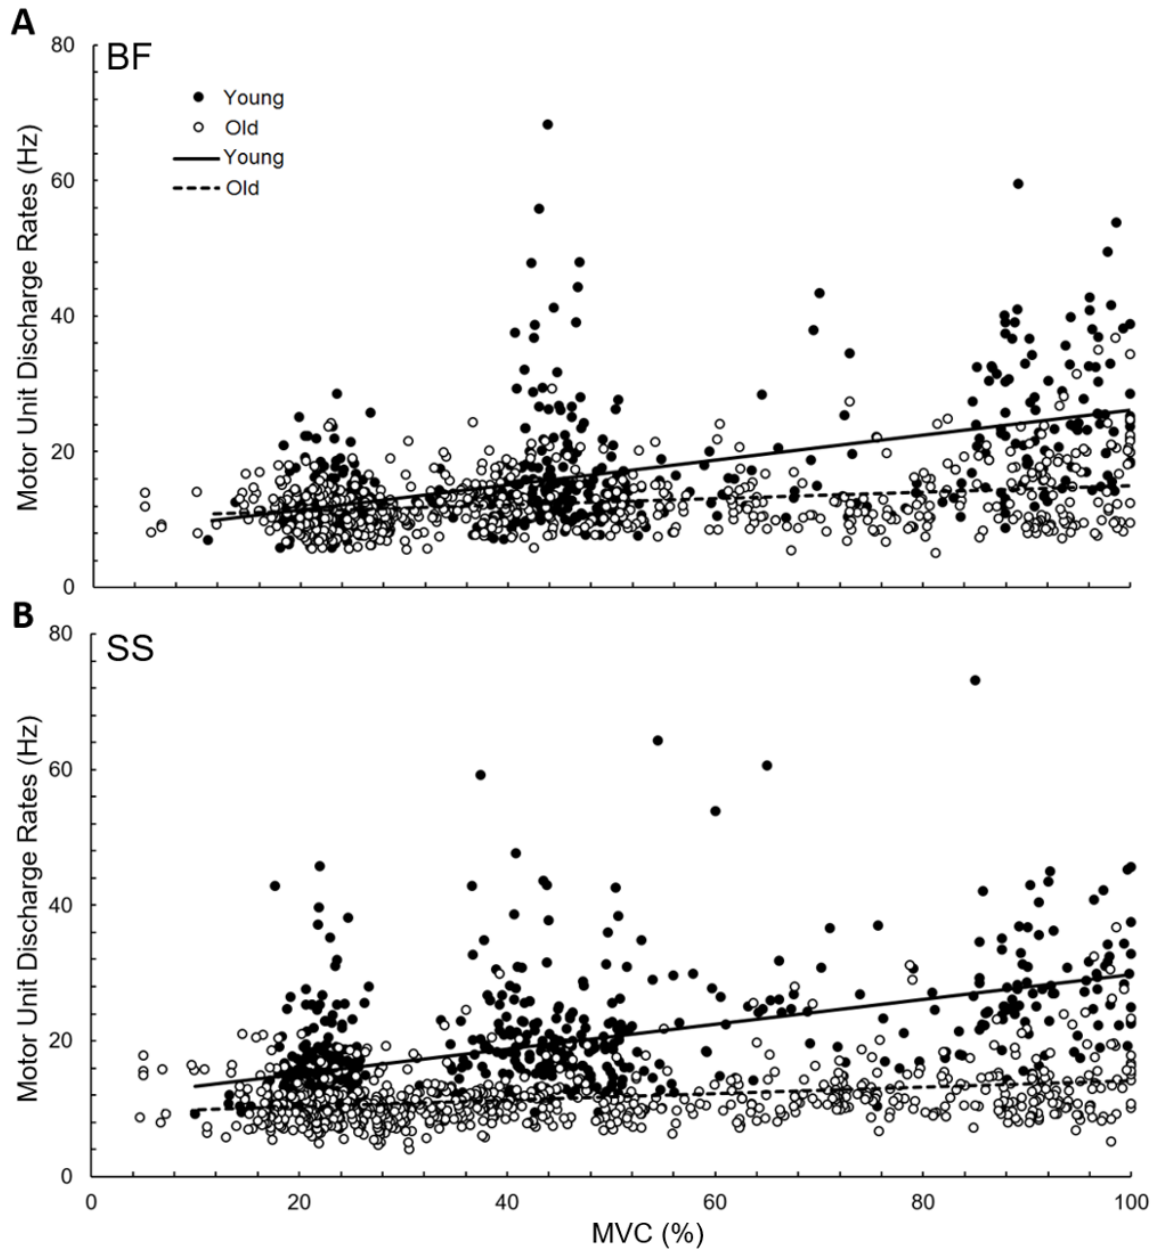 A
80
BF
Young
Old
Young
Old
60
40
20
0
Motor Unit Discharge Rates (Hz)
B
80
SS
60
40
20
0
Motor Unit Discharge Rates (Hz)
0 20 40 60 80 100
MVC (%)